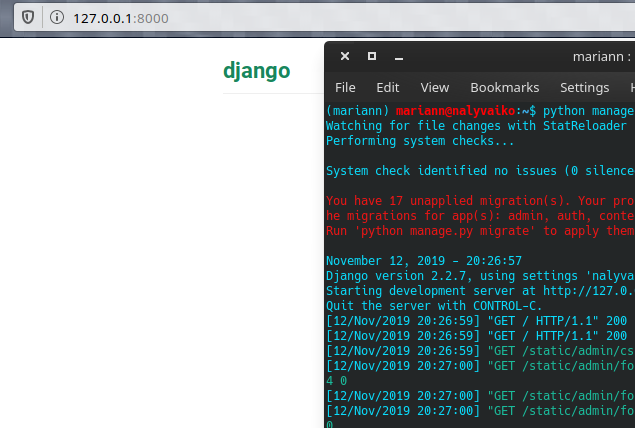 127.0.0.1:8000
django
mariann :
File Edit View Bookmarks Settings
(mariann) mariann@nalyvaiko:~$ python manage
Watching for file changes with StatReloader
Performing system checks...
System check identified no issues (0 silence
You have 17 unapplied migration(s). Your pro
he migrations for app(s): admin, auth, conte
Run 'python manage.py migrate' to apply them
November 12, 2019 - 20:26:57
Django version 2.2.7, using settings 'nalyva
Starting development server at http://127.0.
Quit the server with CONTROL-C.
[12/Nov/2019 20:26:59] "GET / HTTP/1.1" 200
[12/Nov/2019 20:26:59] "GET / HTTP/1.1" 200
[12/Nov/2019 20:26:59] "GET /static/admin/cs
[12/Nov/2019 20:27:00] "GET /static/admin/fo
4 0
[12/Nov/2019 20:27:00] "GET /static/admin/fo
[12/Nov/2019 20:27:00] "GET /static/admin/fo
0